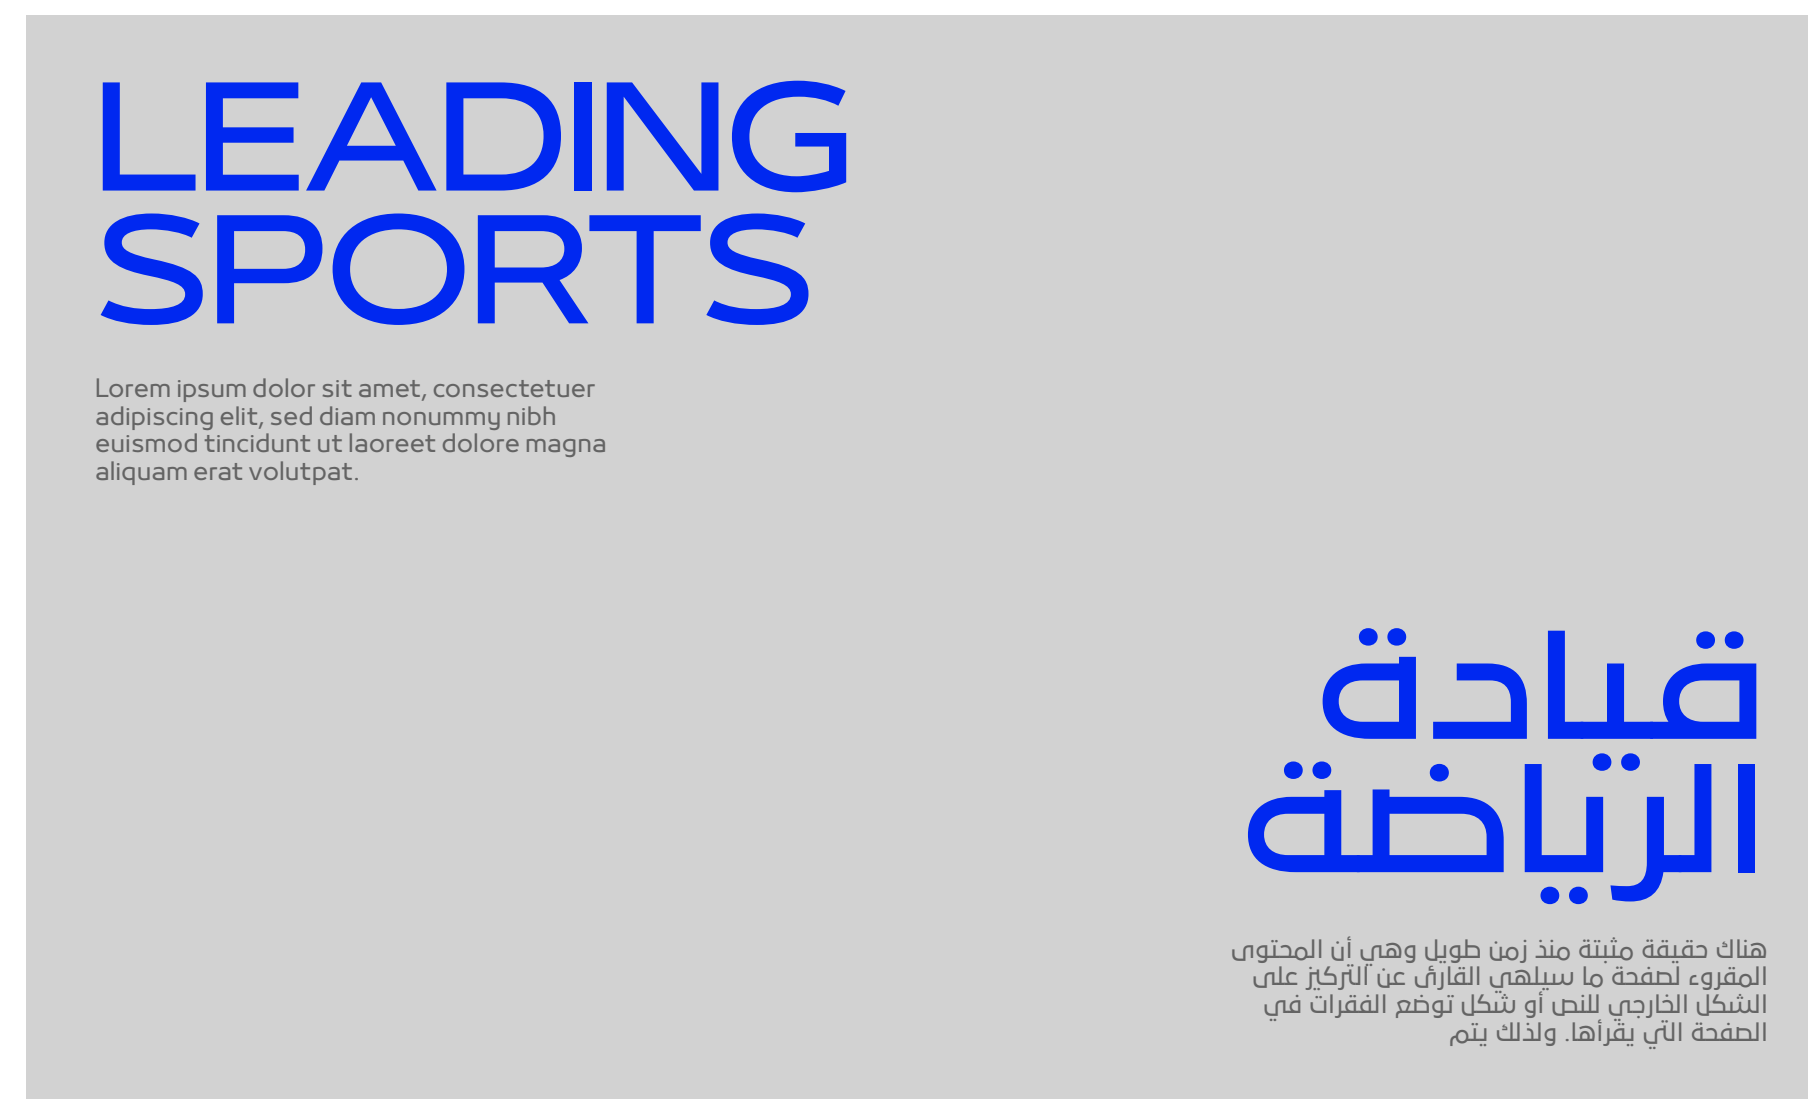 LEADING
SPORTS
Lorem ipsum dolor sit amet, consectetuer
adipiscing elit, sed diam nonummy nibh
euismod tincidunt ut laoreet dolore magna
aliquam erat volutpat.
قيادة
الرياضة
هناك حقيقة مثبتة منذ زمن طويل وهي أن المحتوى
المقروء لصفحة ما سيلهي القارئ عن التركيز على
الشكل الخارجي للنص أو شكل توضع الفقرات في
الصفحة التي يقرأها. ولذلك يتم